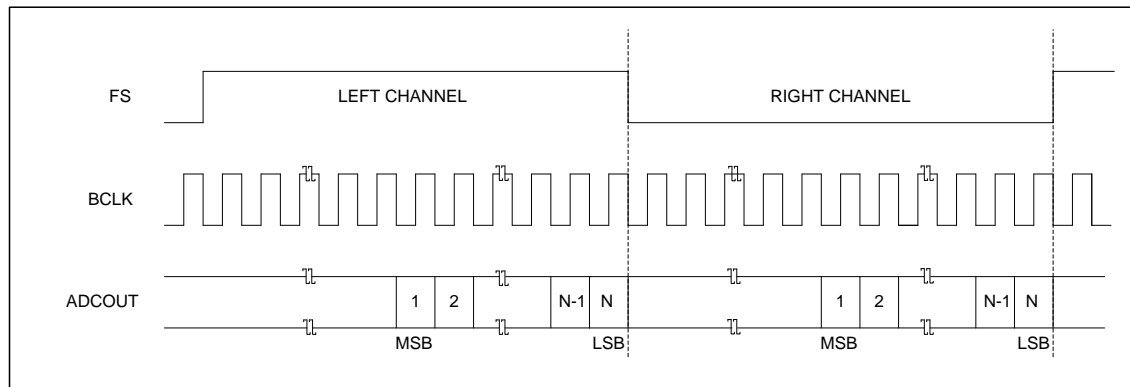 FS
LEFT CHANNEL
RIGHT CHANNEL
BCLK
ADCOUT
1
2
N-1
N
1
2
N-1
N
MSB
LSB
MSB
LSB